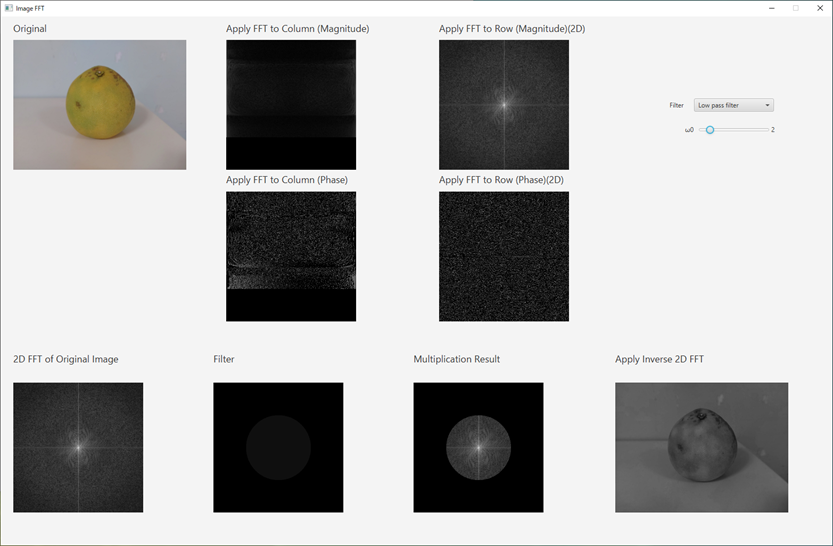 Image FFT
Original
Apply FFT to Column (Magnitude)
Apply FFT to Row (Magnitude)(2D)
Filter
Low pass filter
ω0
2
Apply FFT to Column (Phase)
Apply FFT to Row (Phase)(2D)
2D FFT of Original Image
Filter
Multiplication Result
Apply Inverse 2D FFT